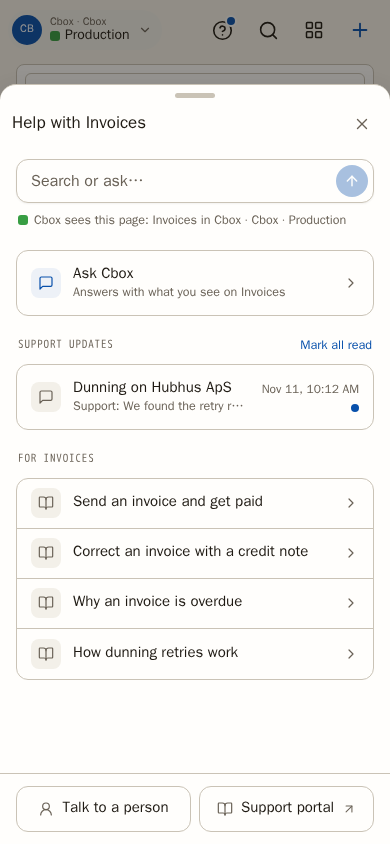 CB
Cbox · Cbox
Production
Help with Invoices
Search or ask···
Cbox sees this page: Invoices in Cbox · Cbox · Production
Ask Cbox
Answers with what you see on Invoices
SUPPORT UPDATES
Mark all read
Dunning on Hubhus ApS
Nov 11, 10:12 AM
Support: We found the retry r···
FOR INVOICES
Send an invoice and get paid
Correct an invoice with a credit note
Why an invoice is overdue
How dunning retries work
Talk to a person
Support portal